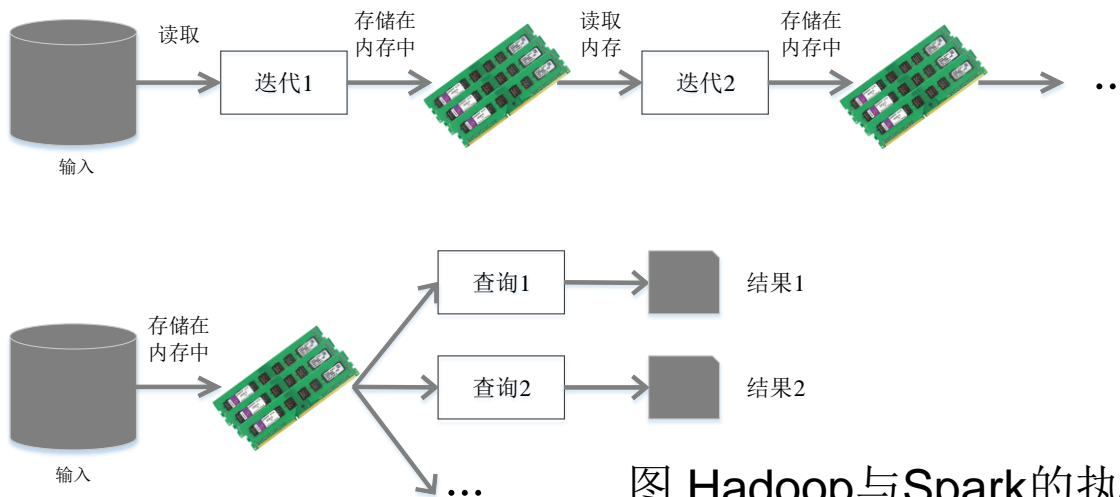 读取
存储在
内存中
读取
内存
存储在
内存中
迭代1
迭代2
..
输入
查询1
结果1
存储在
内存中
查询2
结果2
输入
...
图 Hadoop与Spark的执